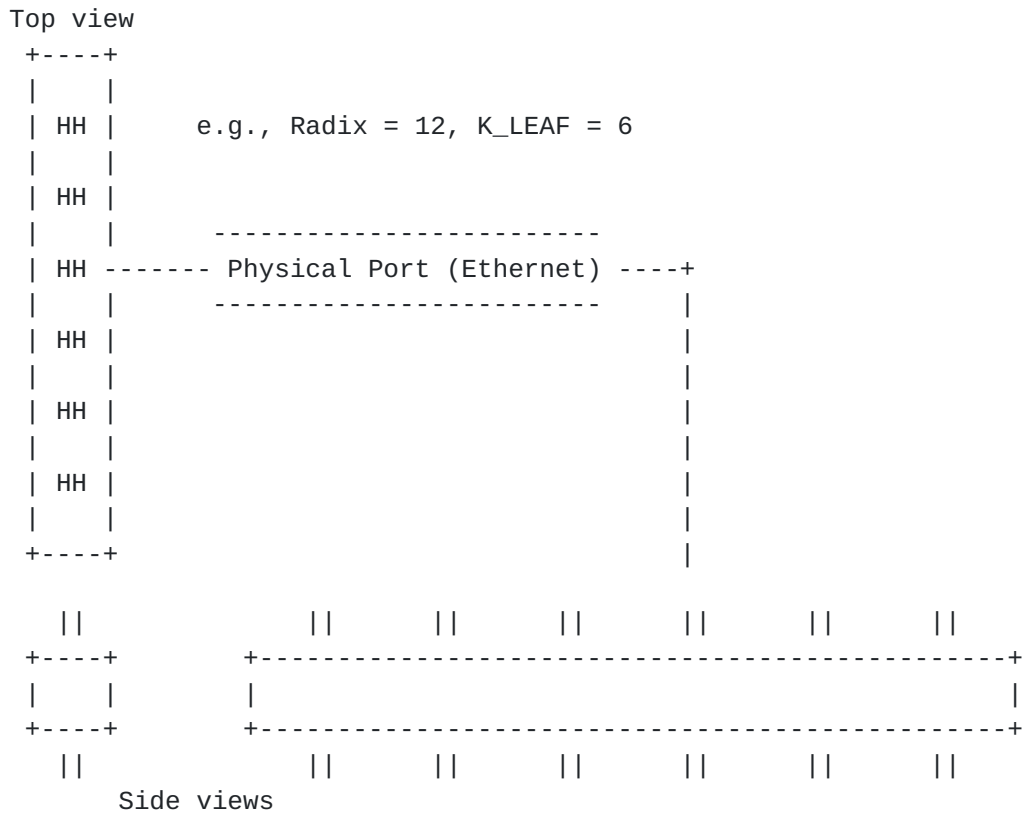 Top view
HH
e.g., Radix = 12, K_LEAF = 6
HH
HH ------- Physical Port (Ethernet) ----+
HH
HH
HH
Side views